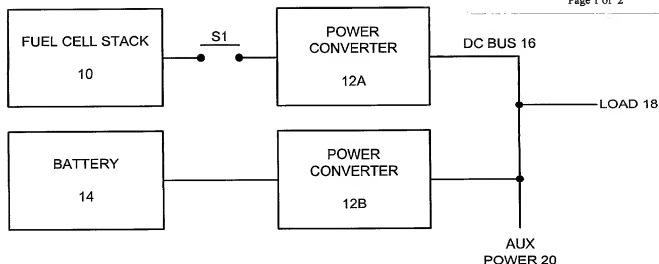 Page 1 of 2
FUEL CELL STACK
10
S1
POWER
CONVERTER
12A
DC BUS 16
LOAD 18
BATTERY
14
POWER
CONVERTER
12B
AUX
POWER 20